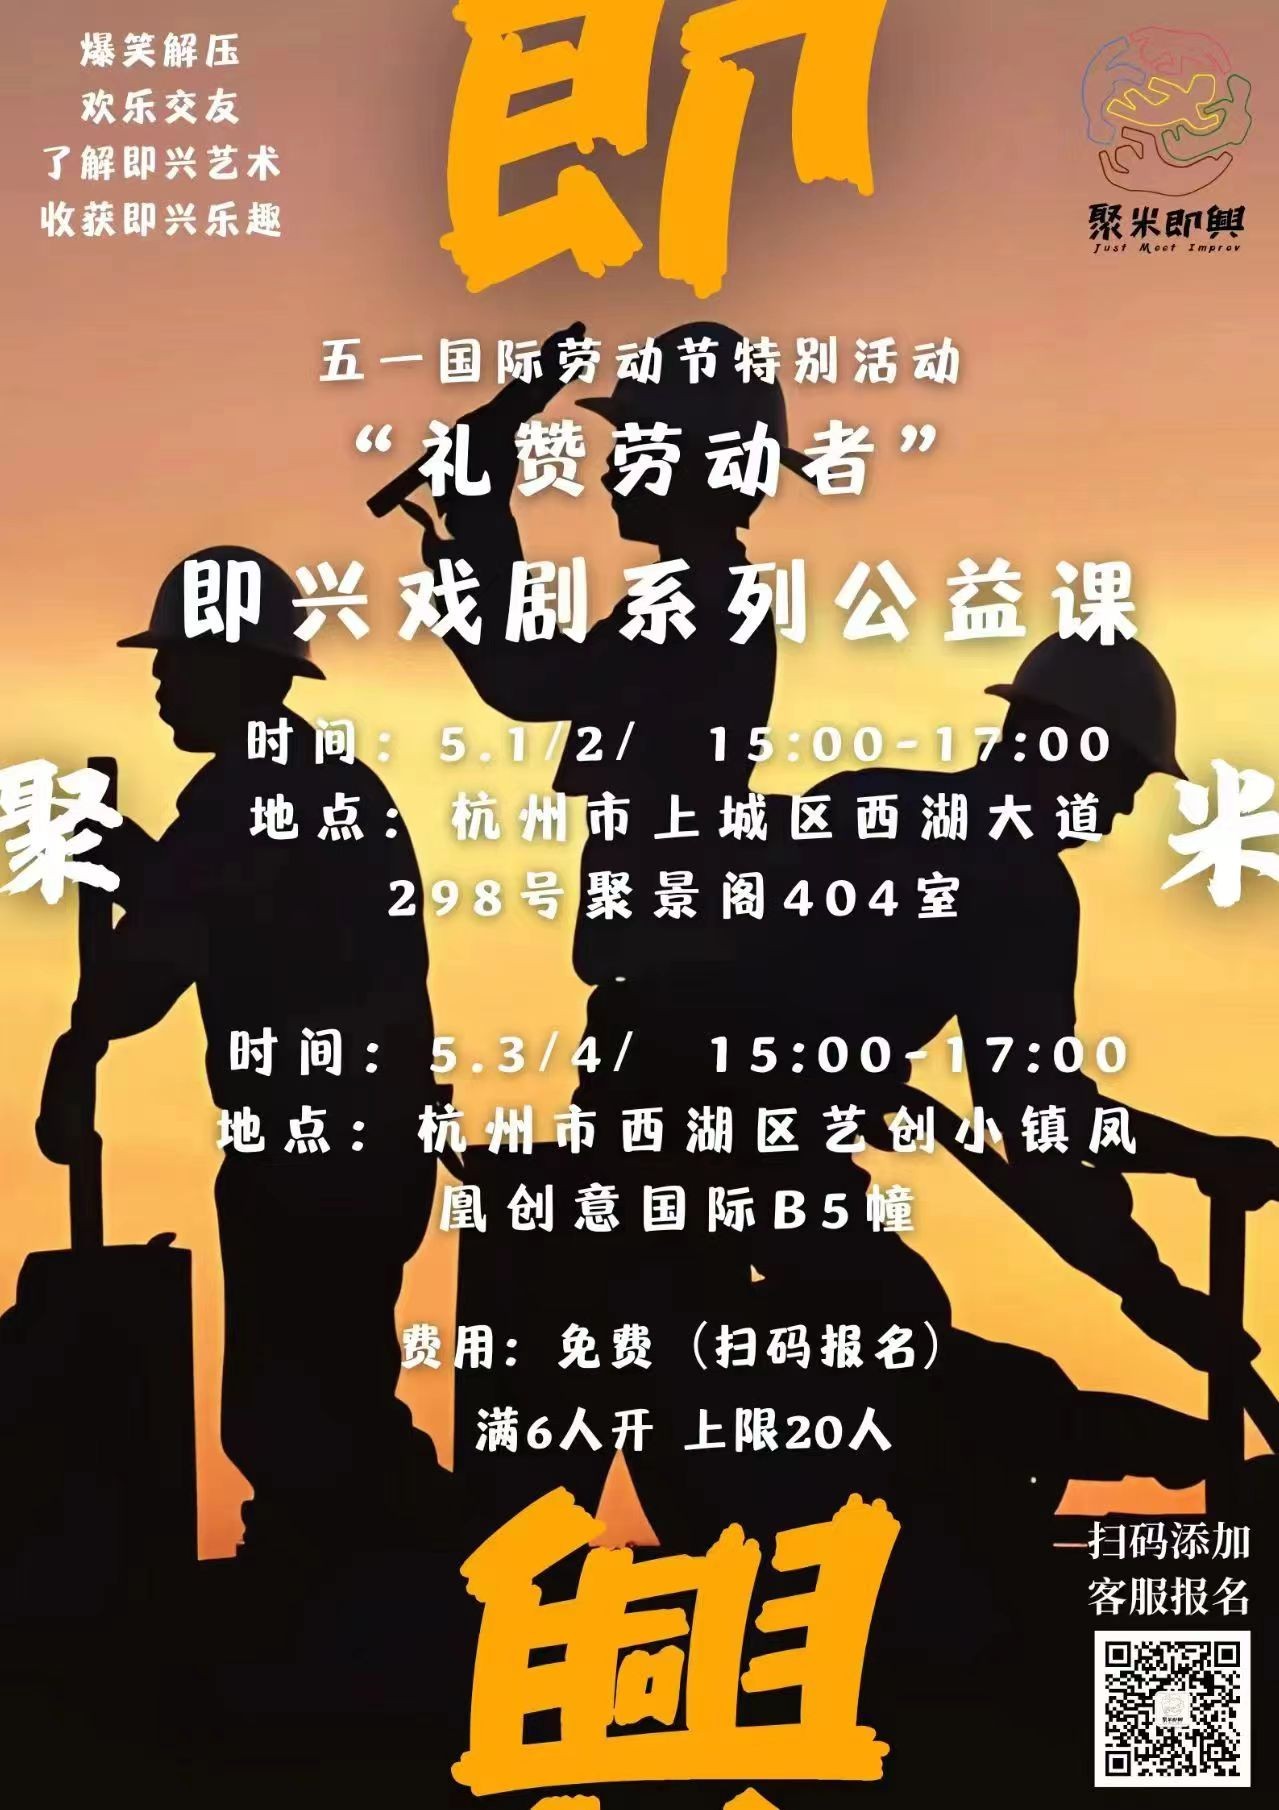 爆笑解压
欢乐交友
了解即兴艺术
收获即兴乐趣
即
聚米即興
Just Meet Improv
五一国际劳动节特别活动
“礼赞劳动者”
即兴戏剧系列公益课
时间：5.1/2/ 15:00-17:00
地点：杭州市上城区西湖大道
298号聚景阁404室
聚
米
时间：5.3/4/ 15:00-17:00
地点：杭州市西湖区艺创小镇凤
凰创意国际B5幢
费用：免费（扫码报名）
满6人开 上限20人
興
扫码添加
客服报名
聚米即興